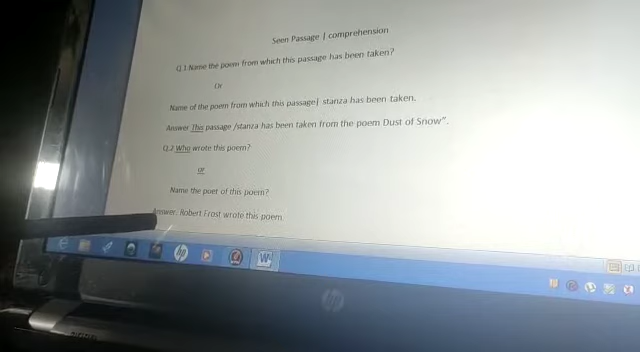 Seen Passage | comprehension
Q.1 Name the poem from which this passage has been taken?
Or
Name of the poem from which this passage| stanza has been taken.
Answer This passage /stanza has been taken from the poem Dust of Snow".
Q.2 Who wrote this poem?
or
Name the poet of this poem?
Answer: Robert Frost wrote this poem.
hp
W
hp